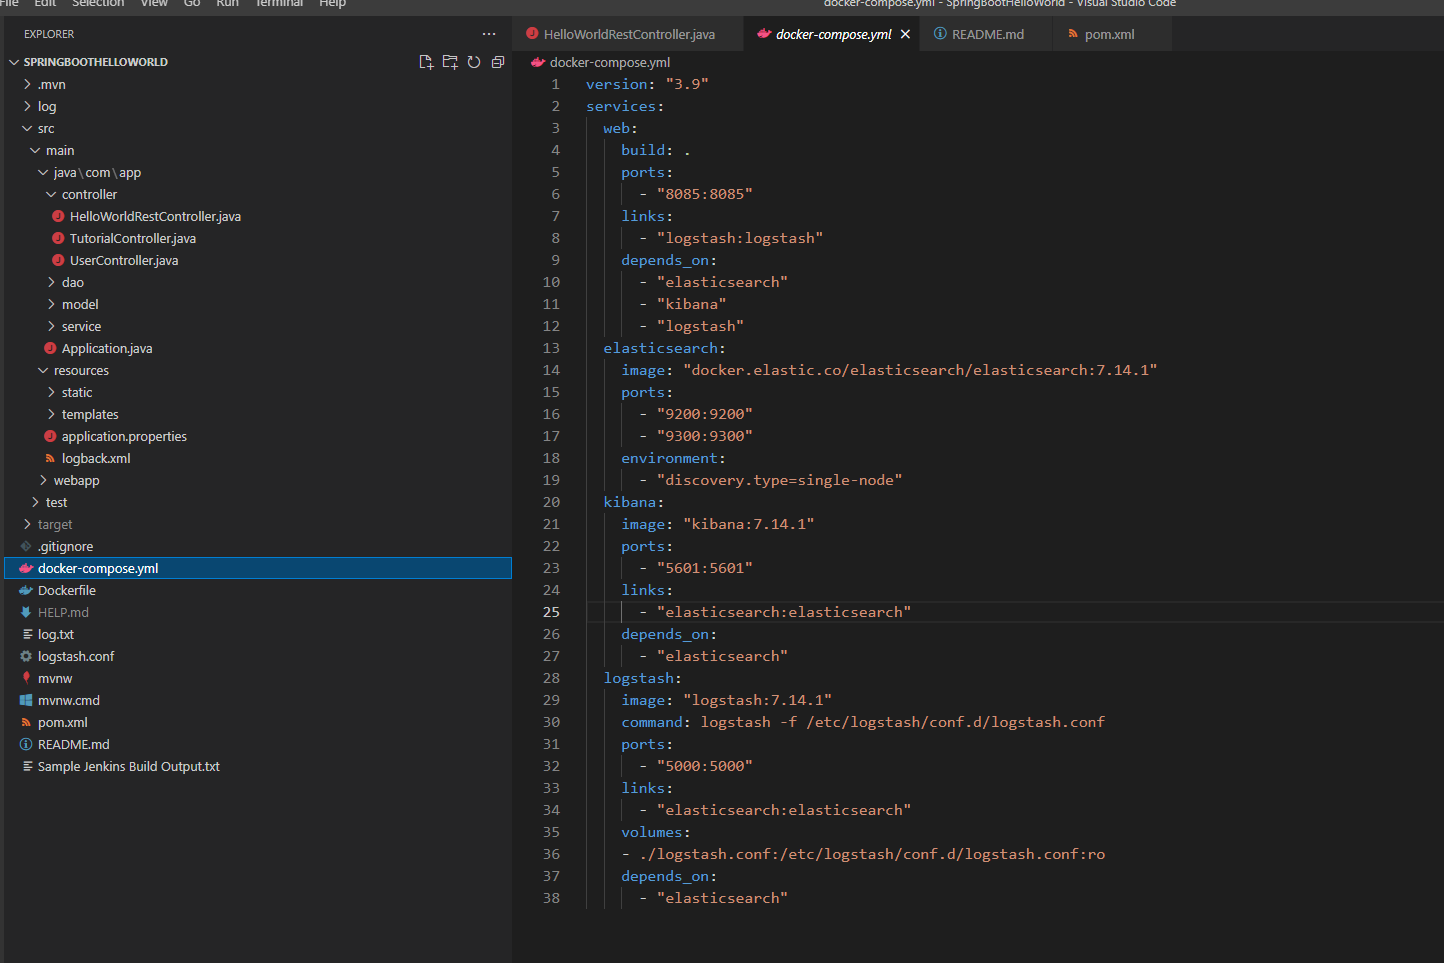 File Edit Selection View Go Run Terminal Help
docker-compose.yml - SpringBootHelloWorld - Visual Studio Code
EXPLORER
SPRINGBOOTHELLOWORLD
.mvn
log
src
main
java\com\app
controller
HelloWorldRestController.java
TutorialController.java
UserController.java
dao
model
service
Application.java
resources
static
templates
application.properties
logback.xml
webapp
test
target
.gitignore
docker-compose.yml
Dockerfile
HELP.md
log.txt
logstash.conf
mvnw
mvnw.cmd
pom.xml
README.md
Sample Jenkins Build Output.txt
HelloWorldRestController.java docker-compose.yml README.md pom.xml
docker-compose.yml
1 version: "3.9"
2 services:
3   web:
4     build: .
5     ports:
6       - "8085:8085"
7     links:
8       - "logstash:logstash"
9     depends_on:
10       - "elasticsearch"
11       - "kibana"
12       - "logstash"
13   elasticsearch:
14     image: "docker.elastic.co/elasticsearch/elasticsearch:7.14.1"
15     ports:
16       - "9200:9200"
17       - "9300:9300"
18     environment:
19       - "discovery.type=single-node"
20   kibana:
21     image: "kibana:7.14.1"
22     ports:
23       - "5601:5601"
24     links:
25       - "elasticsearch:elasticsearch"
26     depends_on:
27       - "elasticsearch"
28   logstash:
29     image: "logstash:7.14.1"
30     command: logstash -f /etc/logstash/conf.d/logstash.conf
31     ports:
32       - "5000:5000"
33     links:
34       - "elasticsearch:elasticsearch"
35     volumes:
36     - ./logstash.conf:/etc/logstash/conf.d/logstash.conf:ro
37     depends_on:
38       - "elasticsearch"